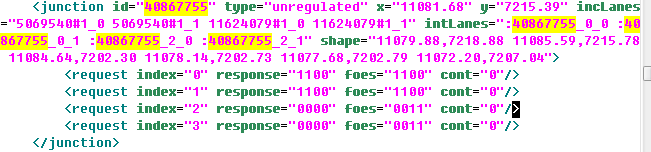 <junction id="40867755" type="unregulated" x="11081.68" y="7215.39" incLanes
="5069540#1_0 5069540#1_1 11624079#1_0 11624079#1_1" intLanes=":40867755_0_0 :40
867755_0_1 :40867755_2_0 :40867755_2_1" shape="11079.88,7218.88 11085.59,7215.78
11084.64,7202.30 11078.14,7202.73 11077.68,7202.79 11072.20,7207.04">
<request index="0" response="1100" foes="1100" cont="0"/>
<request index="1" response="1100" foes="1100" cont="0"/>
<request index="2" response="0000" foes="0011" cont="0"/>
<request index="3" response="0000" foes="0011" cont="0"/>
</junction>